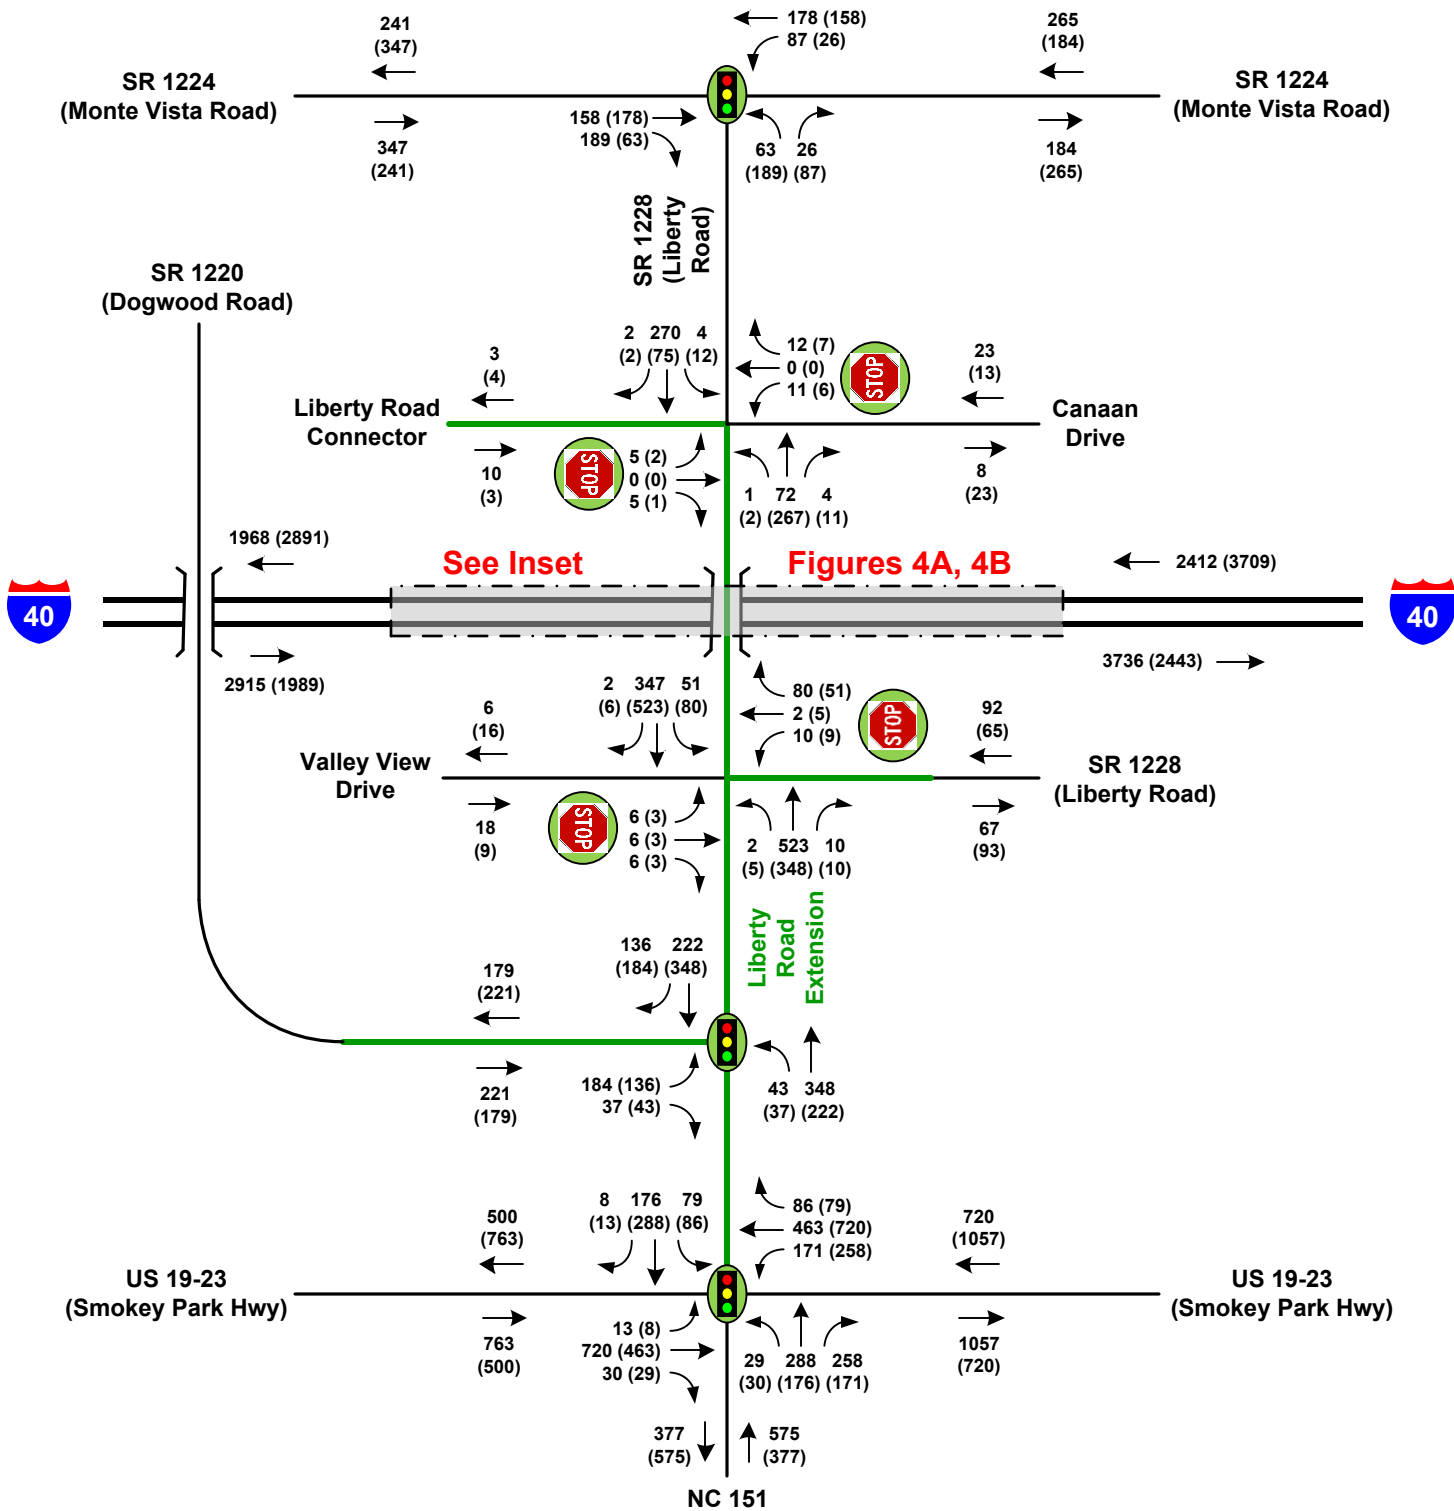 178 (158)
87 (26)
241
(347)
265
(184)
SR 1224
(Monte Vista Road)
SR 1224
(Monte Vista Road)
158 (178)
189 (63)
347
(241)
63 26
(189) (87)
184
(265)
SR 1228
(Liberty
Road)
SR 1220
(Dogwood Road)
2 270 4
(2) (75) (12)
12 (7)
0 (0)
11 (6)
STOP
3
(4)
23
(13)
Liberty Road
Connector
Canaan
Drive
10
(3)
STOP
5 (2)
0 (0)
5 (1)
1 72 4
(2) (267) (11)
8
(23)
1968 (2891)
See Inset
Figures 4A, 4B
2412 (3709)
40
40
2915 (1989)
3736 (2443)
2 347 51
(6) (523) (80)
80 (51)
2 (5)
10 (9)
STOP
6
(16)
92
(65)
Valley View
Drive
SR 1228
(Liberty Road)
18
(9)
STOP
6 (3)
6 (3)
6 (3)
2 523 10
(5) (348) (10)
67
(93)
Liberty
Road
Extension
136 222
(184) (348)
179
(221)
221
(179)
184 (136)
37 (43)
43 348
(37) (222)
8 176 79
(13) (288) (86)
86 (79)
463 (720)
171 (258)
500
(763)
720
(1057)
US 19-23
(Smokey Park Hwy)
US 19-23
(Smokey Park Hwy)
763
(500)
13 (8)
720 (463)
30 (29)
29 288 258
(30) (176) (171)
1057
(720)
377
(575)
575
(377)
NC 151